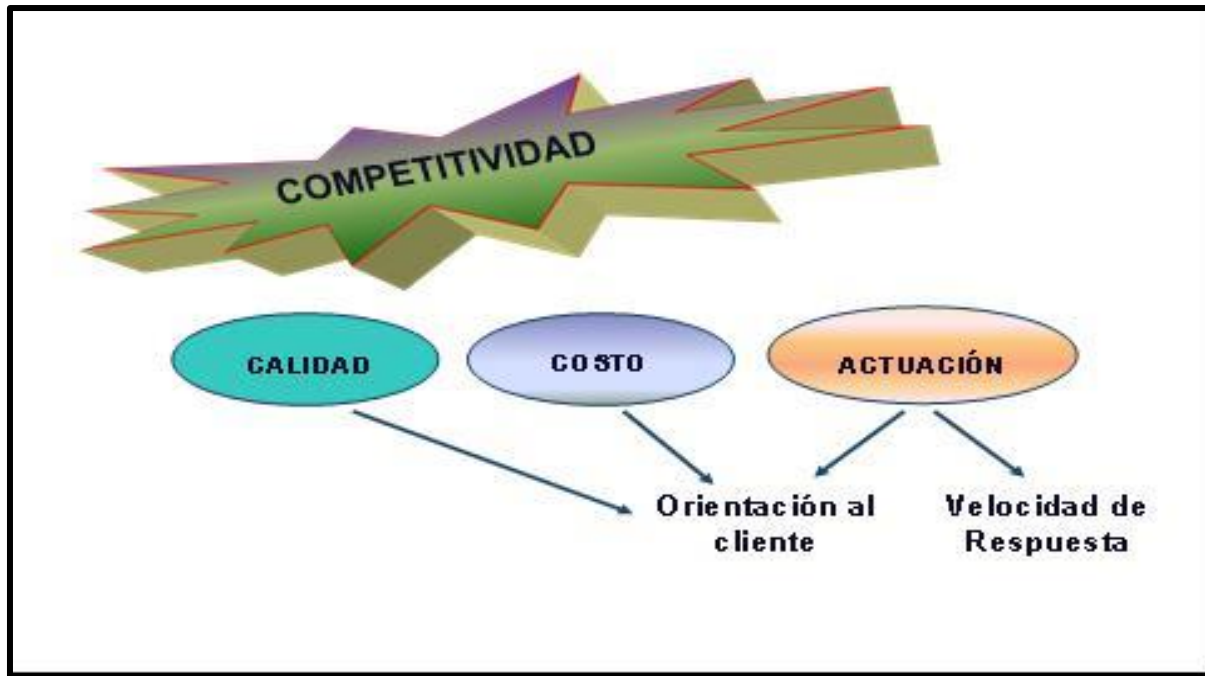 COMPETITIVIDAD
CALIDAD
COSTO
ACTUACIÓN
Orientación al
cliente
Velocidad de
Respuesta